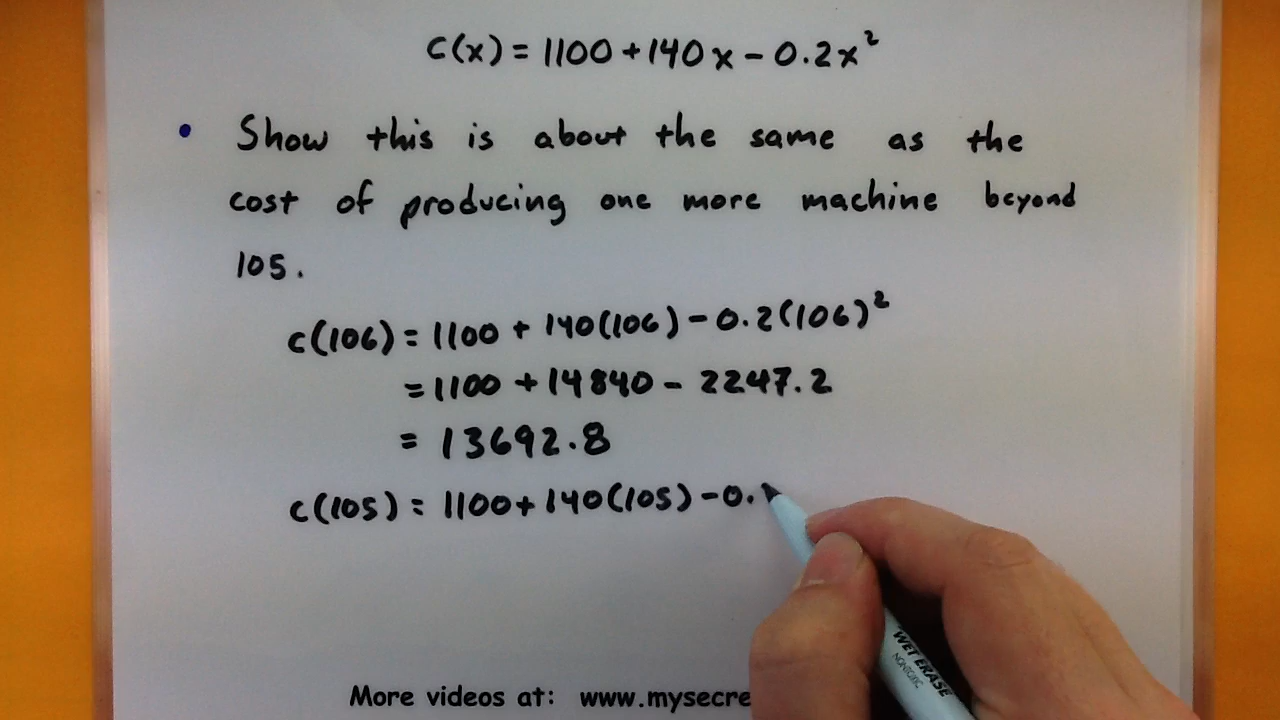 C(x) = 1100 + 140x - 0.2x²
• Show this is about the same as the
cost of producing one more machine beyond
105.
C(106) = 1100 + 140(106) - 0.2(106)²
= 1100 + 14840 - 2247.2
= 13692.8
C(105) = 1100 + 140(105) - 0.
More videos at: www.mysecre
WET ERASE
NONTOXIC